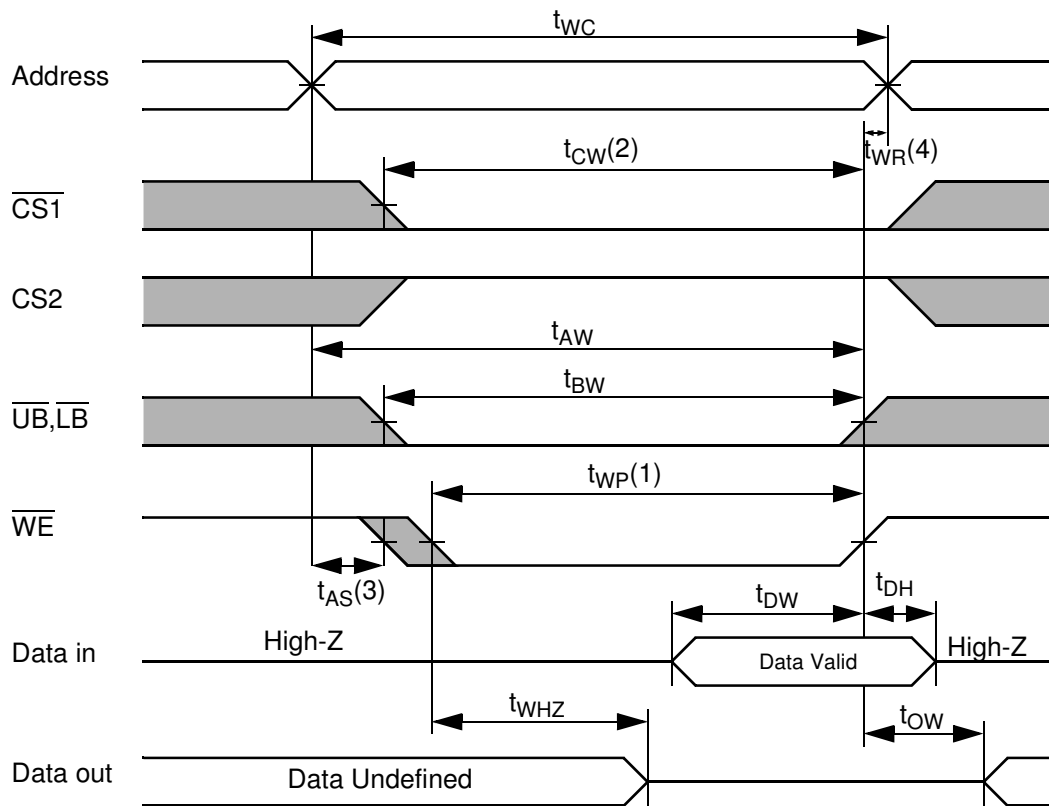 tWC
Address
tCW(2)
tWR(4)
CS1
CS2
tAW
tBW
UB,LB
tWP(1)
WE
tAS(3)
tDW
tDH
Data in
High-Z
Data Valid
High-Z
tWHZ
tOW
Data out
Data Undefined